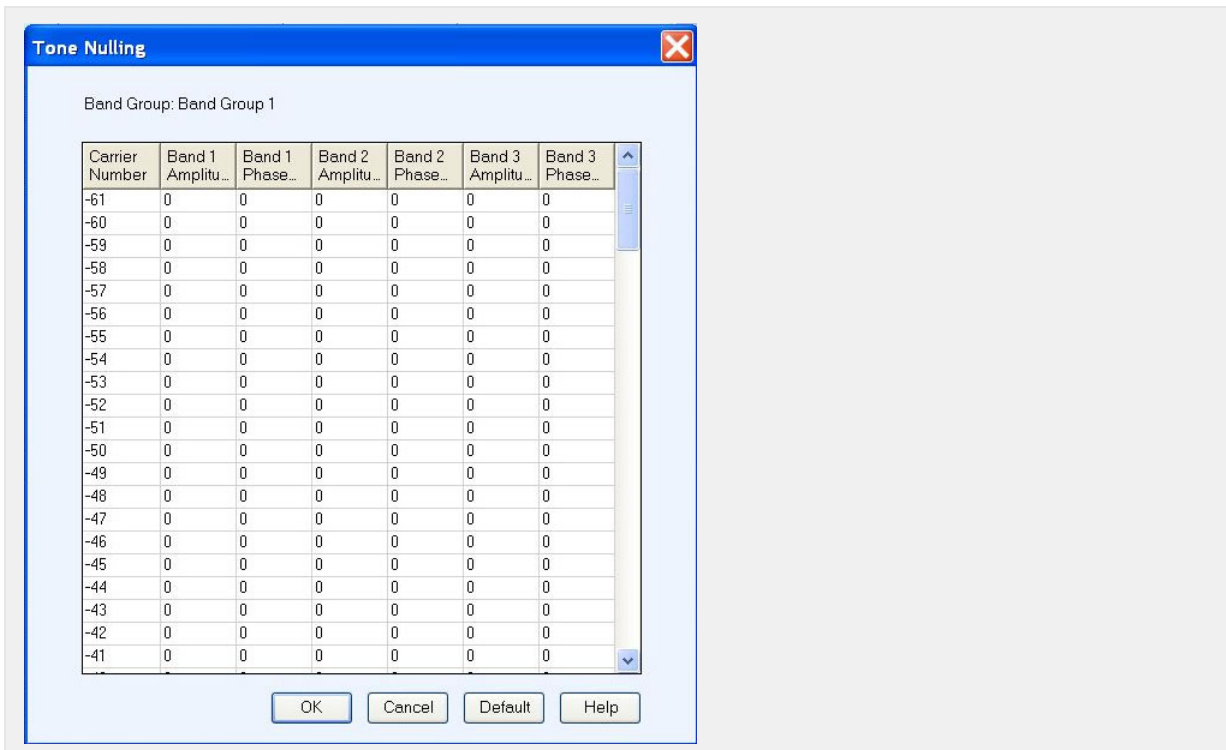 Tone Nulling
Band Group: Band Group 1
Carrier Number Band 1 Amplitu... Band 1 Phase... Band 2 Amplitu... Band 2 Phase... Band 3 Amplitu... Band 3 Phase...
-61 0 0 0 0 0 0
-60 0 0 0 0 0 0
-59 0 0 0 0 0 0
-58 0 0 0 0 0 0
-57 0 0 0 0 0 0
-56 0 0 0 0 0 0
-55 0 0 0 0 0 0
-54 0 0 0 0 0 0
-53 0 0 0 0 0 0
-52 0 0 0 0 0 0
-51 0 0 0 0 0 0
-50 0 0 0 0 0 0
-49 0 0 0 0 0 0
-48 0 0 0 0 0 0
-47 0 0 0 0 0 0
-46 0 0 0 0 0 0
-45 0 0 0 0 0 0
-44 0 0 0 0 0 0
-43 0 0 0 0 0 0
-42 0 0 0 0 0 0
-41 0 0 0 0 0 0
OK Cancel Default Help